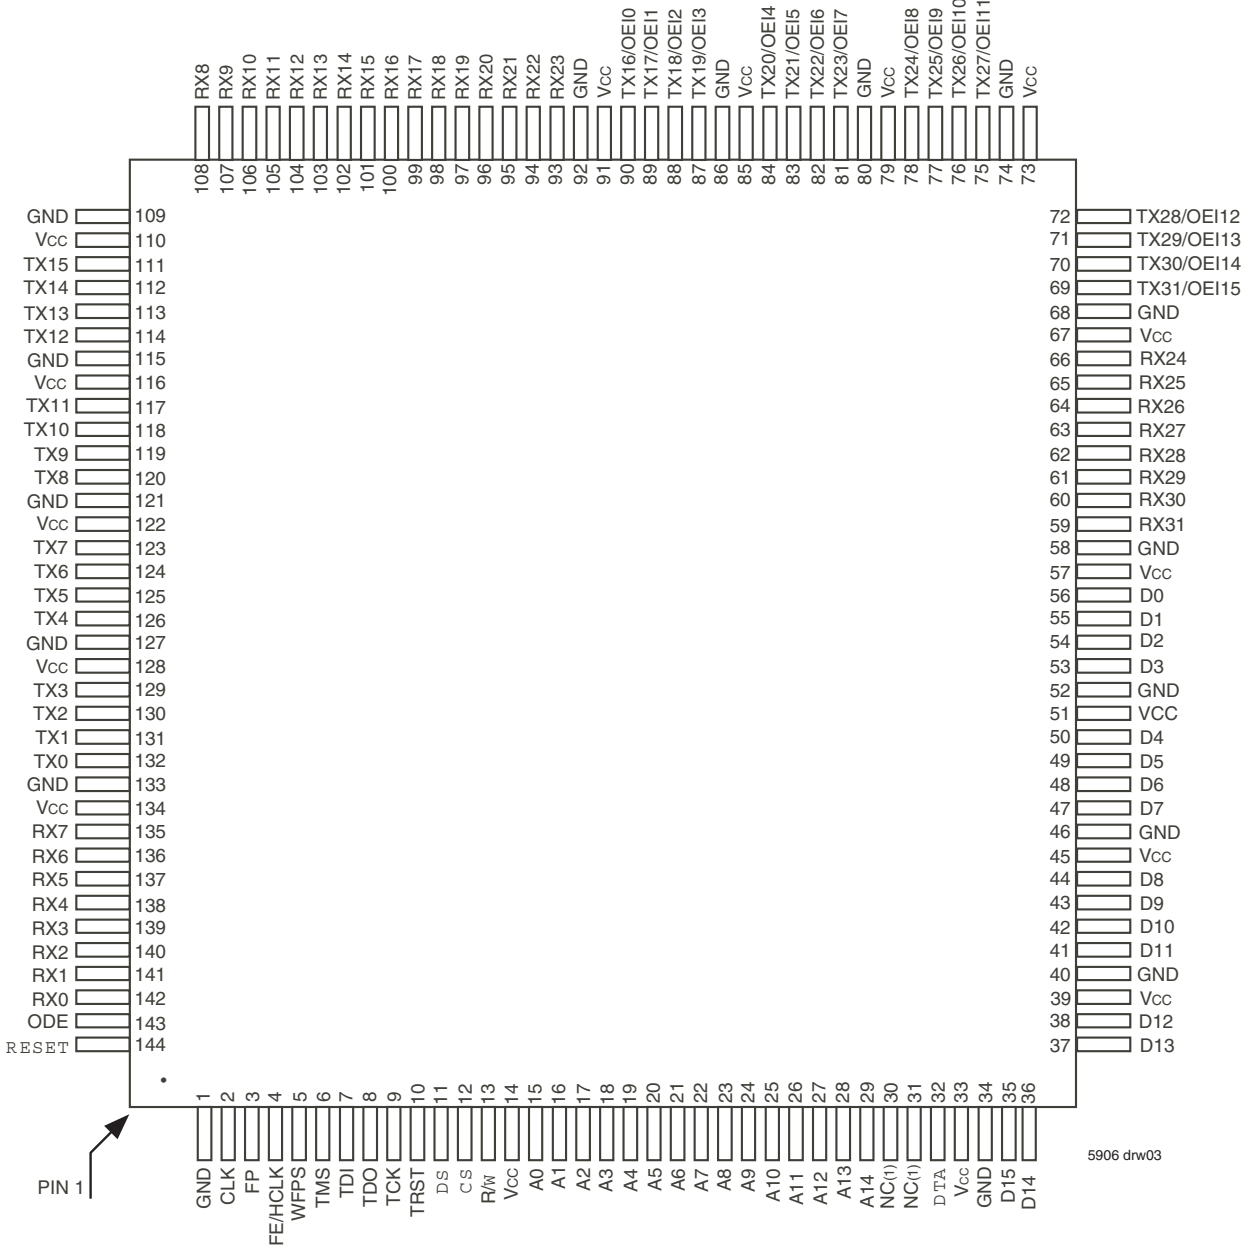 RX8 RX9 RX10 RX11 RX12 RX13 RX14 RX15 RX16 RX17 RX18 RX19 RX20 RX21 RX22 RX23 GND Vcc TX16/OEI0 TX17/OEI1 TX18/OEI2 TX19/OEI3 GND Vcc TX20/OEI4 TX21/OEI5 TX22/OEI6 TX23/OEI7 GND Vcc TX24/OEI8 TX25/OEI9 TX26/OEI10 TX27/OEI11 GND Vcc
108 107 106 105 104 103 102 101 100 99 98 97 96 95 94 93 92 91 90 89 88 87 86 85 84 83 82 81 80 79 78 77 76 75 74 73
GND 109 72 TX28/OEI12
Vcc 110 71 TX29/OEI13
TX15 111 70 TX30/OEI14
TX14 112 69 TX31/OEI15
TX13 113 68 GND
TX12 114 67 Vcc
GND 115 66 RX24
Vcc 116 65 RX25
TX11 117 64 RX26
TX10 118 63 RX27
TX9 119 62 RX28
TX8 120 61 RX29
GND 121 60 RX30
Vcc 122 59 RX31
TX7 123 58 GND
TX6 124 57 Vcc
TX5 125 56 D0
TX4 126 55 D1
GND 127 54 D2
Vcc 128 53 D3
TX3 129 52 GND
TX2 130 51 VCC
TX1 131 50 D4
TX0 132 49 D5
GND 133 48 D6
Vcc 134 47 D7
RX7 135 46 GND
RX6 136 45 Vcc
RX5 137 44 D8
RX4 138 43 D9
RX3 139 42 D10
RX2 140 41 D11
RX1 141 40 GND
RX0 142 39 Vcc
ODE 143 38 D12
RESET 144 37 D13
1 2 3 4 5 6 7 8 9 10 11 12 13 14 15 16 17 18 19 20 21 22 23 24 25 26 27 28 29 30 31 32 33 34 35 36
GND CLK FP FE/HCLK WFPS TMS TDI TDO TCK TRST DS CS R/W Vcc A0 A1 A2 A3 A4 A5 A6 A7 A8 A9 A10 A11 A12 A13 A14 NC(1) NC(1) DTA Vcc GND D15 D14
5906 drw03
PIN 1